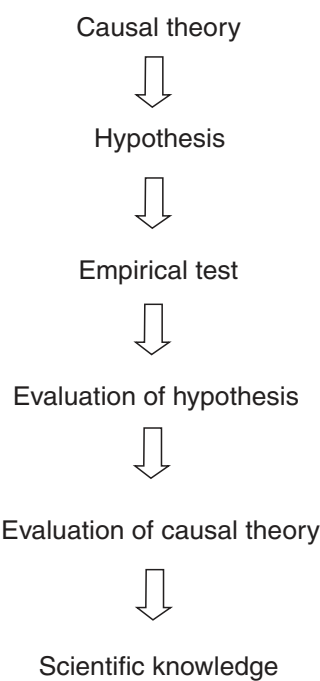 Causal theory
Hypothesis
Empirical test
Evaluation of hypothesis
Evaluation of causal theory
Scientific knowledge